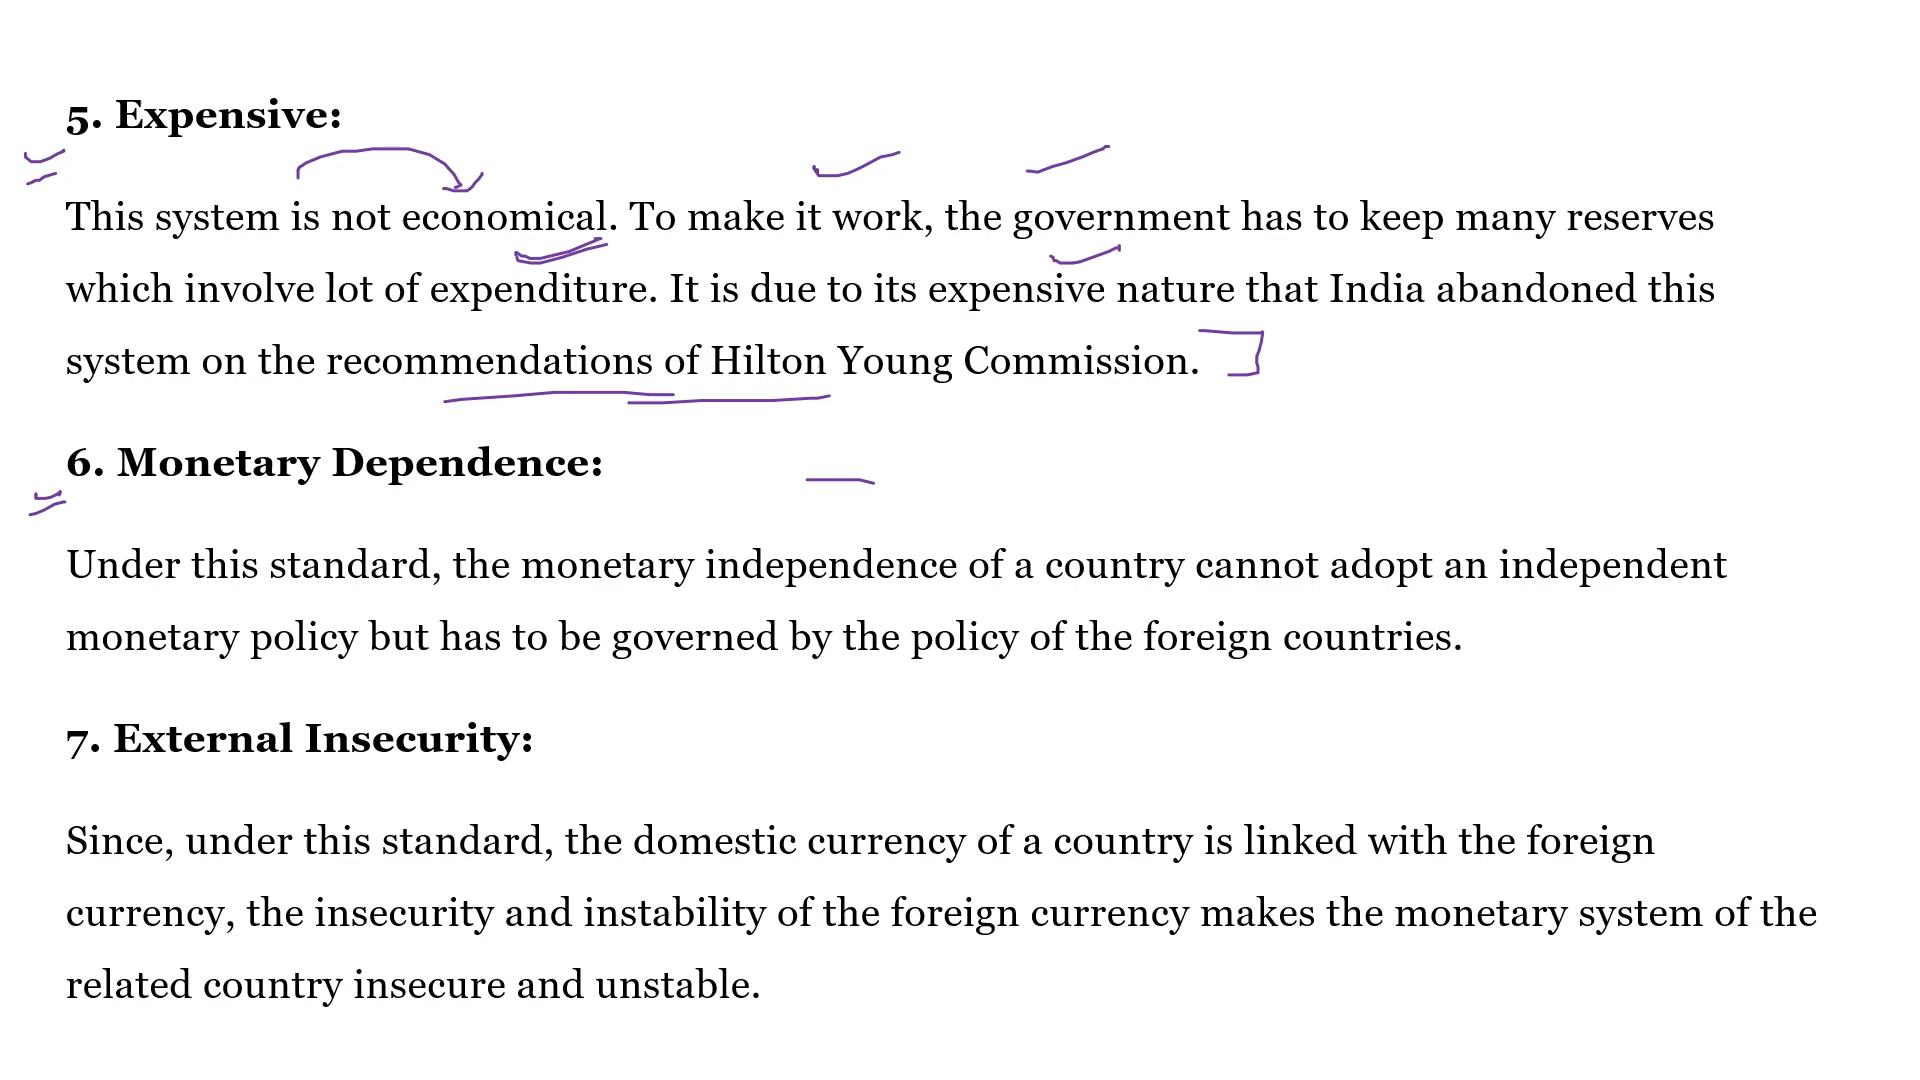 5. Expensive:
This system is not economical. To make it work, the government has to keep many reserves
which involve lot of expenditure. It is due to its expensive nature that India abandoned this
system on the recommendations of Hilton Young Commission.
6. Monetary Dependence:
Under this standard, the monetary independence of a country cannot adopt an independent
monetary policy but has to be governed by the policy of the foreign countries.
7. External Insecurity:
Since, under this standard, the domestic currency of a country is linked with the foreign
currency, the insecurity and instability of the foreign currency makes the monetary system of the
related country insecure and unstable.